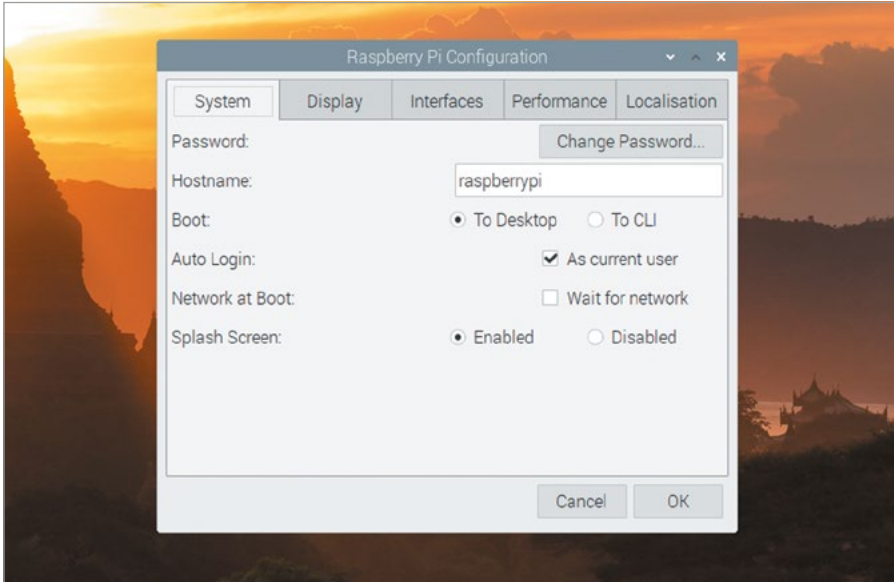 Raspberry Pi Configuration
System Display Interfaces Performance Localisation
Password: Change Password...
Hostname: raspberrypi
Boot: To Desktop To CLI
Auto Login: As current user
Network at Boot: Wait for network
Splash Screen: Enabled Disabled
Cancel OK